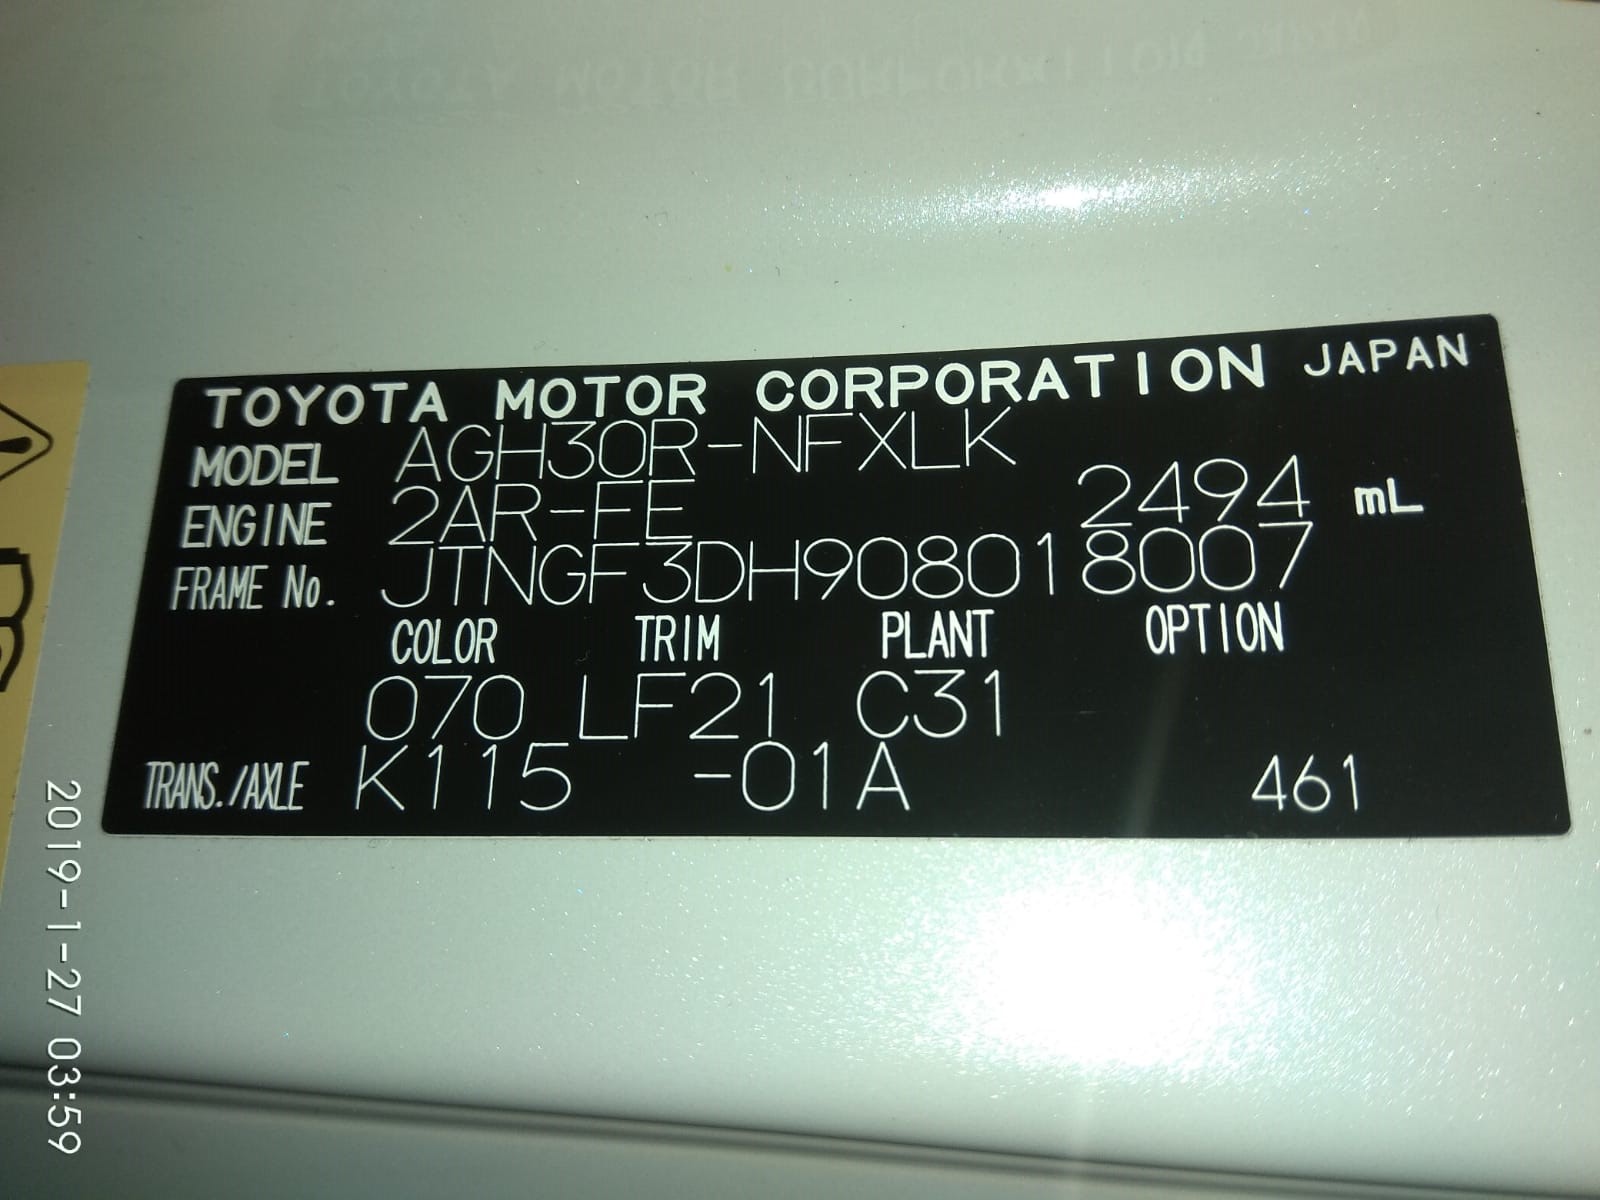 TOYOTA MOTOR CORPORATION JAPAN
MODEL AGH30R-NFXLK
ENGINE 2AR-FE 2494 mL
FRAME No. JTNGF3DH908018007
COLOR TRIM PLANT OPTION
070 LF21 C31
TRANS./AXLE K115 -01A 461
2019-1-27 03:59